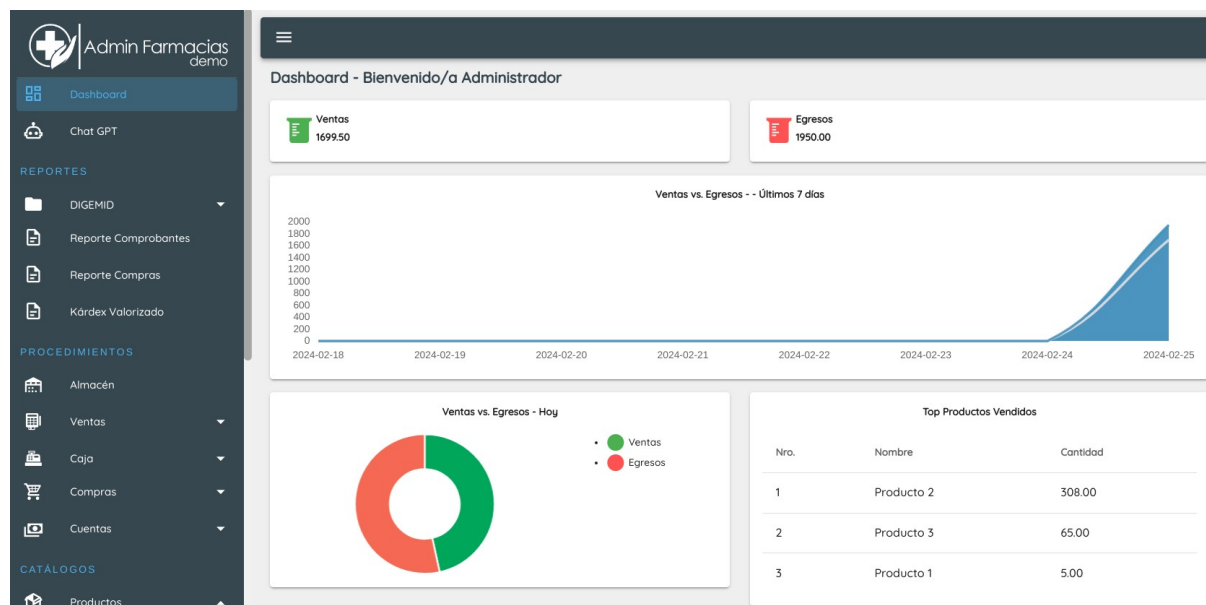 Admin Farmacias
demo
Dashboard
Chat GPT
REPORTES
DIGEMID
Reporte Comprobantes
Reporte Compras
Kárdex Valorizado
PROCEDIMIENTOS
Almacén
Ventas
Caja
Compras
Cuentas
CATÁLOGOS
Productos
Dashboard - Bienvenido/a Administrador
Ventas
1699.50
Egresos
1950.00
Ventas vs. Egresos - - Últimos 7 días
2000
1800
1600
1400
1200
1000
800
600
400
200
0
2024-02-18 2024-02-19 2024-02-20 2024-02-21 2024-02-22 2024-02-23 2024-02-24 2024-02-25
Ventas vs. Egresos - Hoy
Ventas
Egresos
Top Productos Vendidos
Nro. Nombre Cantidad
1 Producto 2 308.00
2 Producto 3 65.00
3 Producto 1 5.00